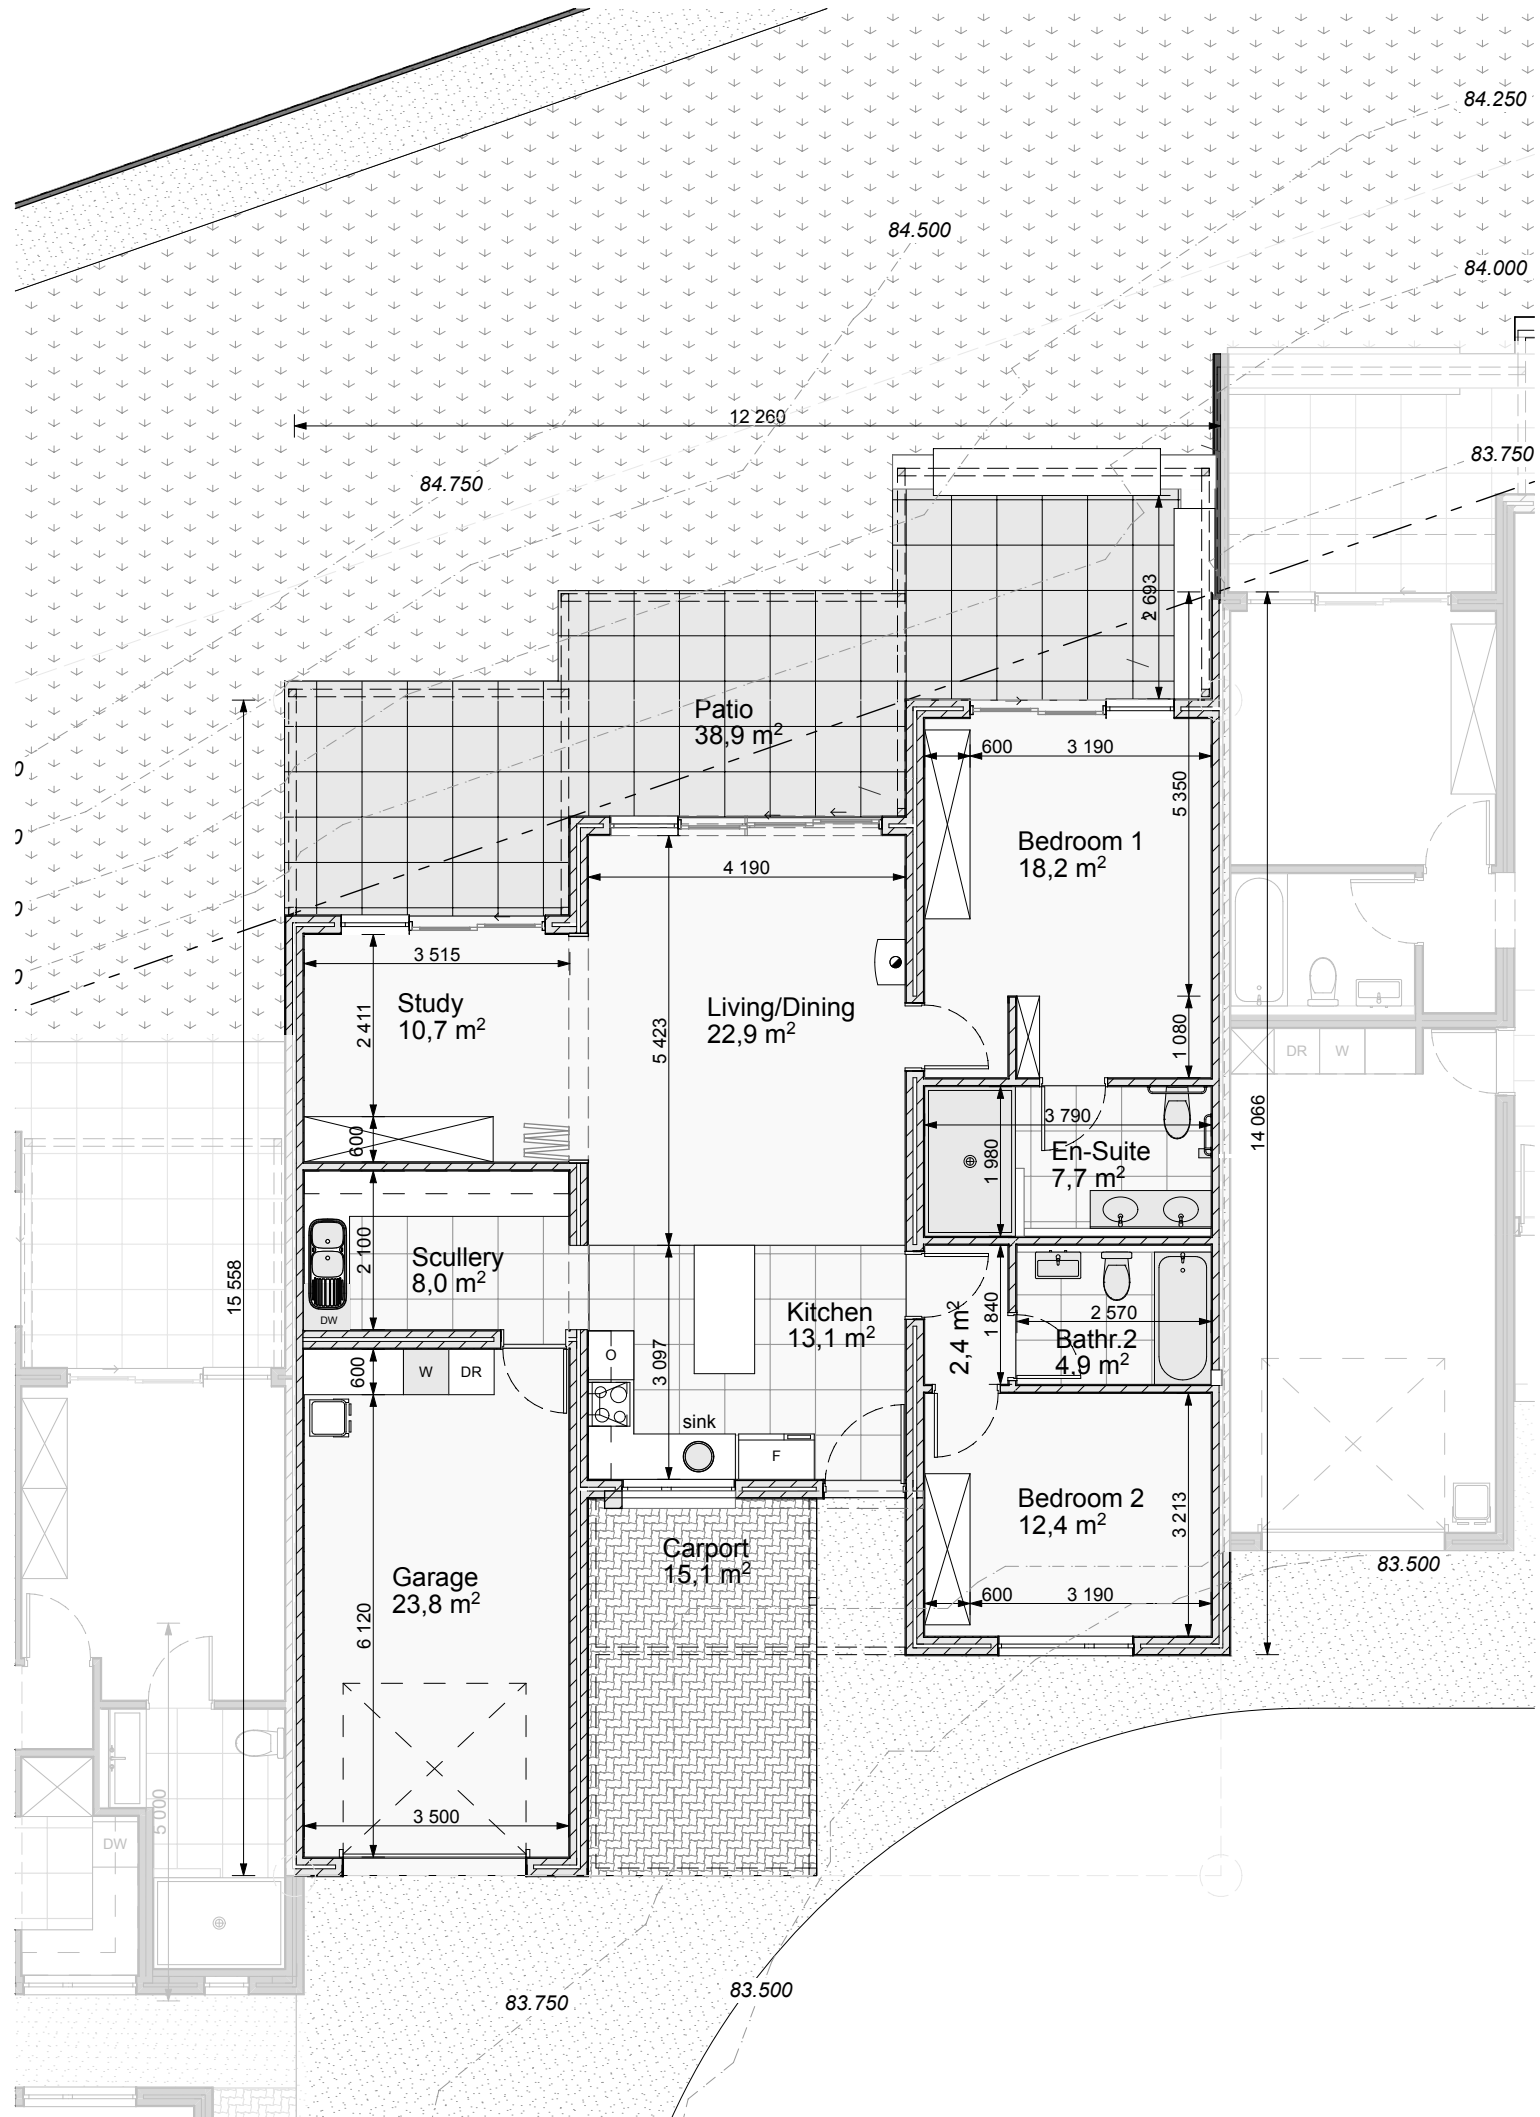 84.250
84.500
84.000
12 260
83.750
84.750
2 693
Patio
38,9 m²
600
3 190
5 350
Bedroom 1
18,2 m²
4 190
3 515
Study
10,7 m²
2 411
Living/Dining
22,9 m²
5 423
1 080
DR
W
3 790
14 066
600
En-Suite
7,7 m²
1 980
2 100
Scullery
8,0 m²
15 558
DW
Kitchen
13,1 m²
2,4 m²
1 840
2 570
Bathr.2
4,9 m²
O
3 097
600
W
DR
sink
F
Bedroom 2
12,4 m²
3 213
Carport
15,1 m²
83.500
Garage
23,8 m²
600
3 190
6 120
3 500
5 000
DW
83.750
83.500